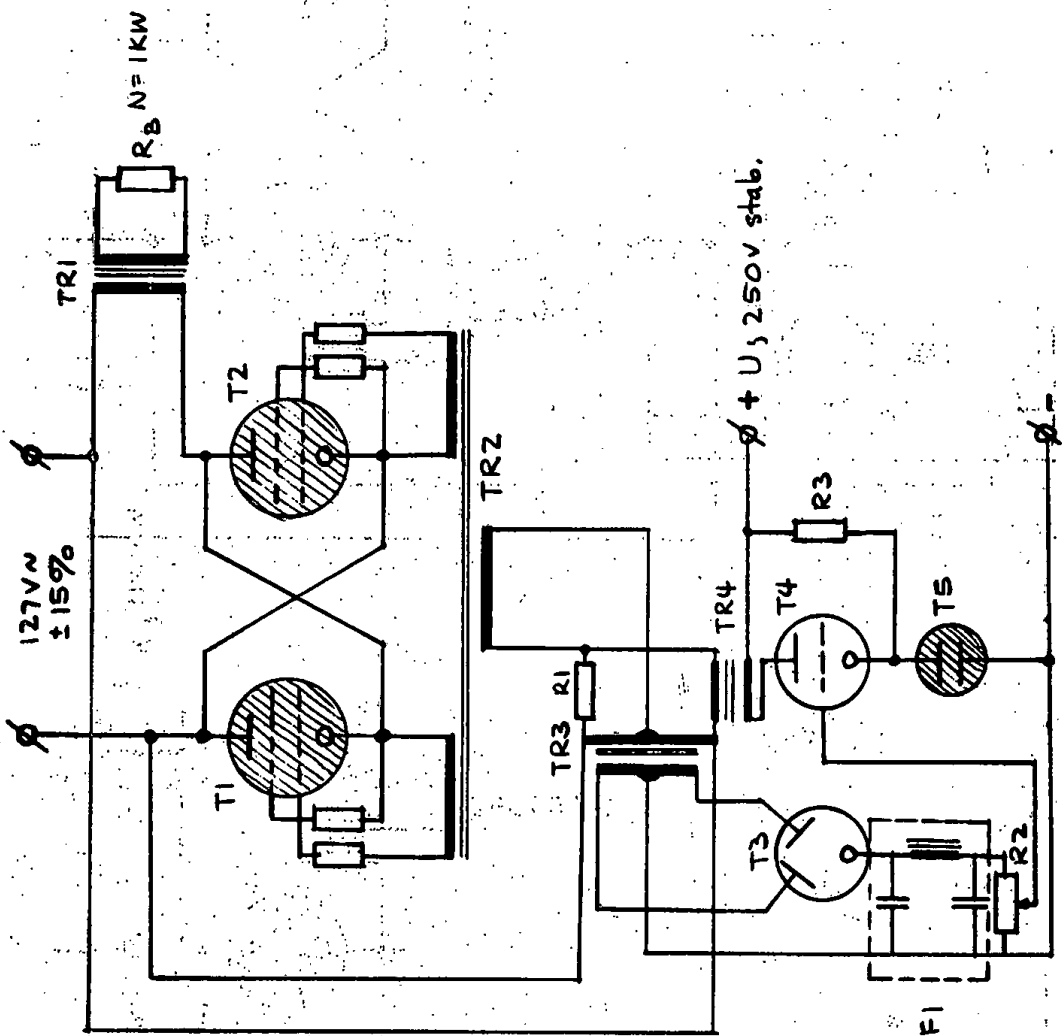 127V~
±15%
TR1
R_B N=1KW
T1
T2
TR2
TR3
R1
TR4
+ U, 250V stab.
R3
T3
T4
T5
R2
F1
-